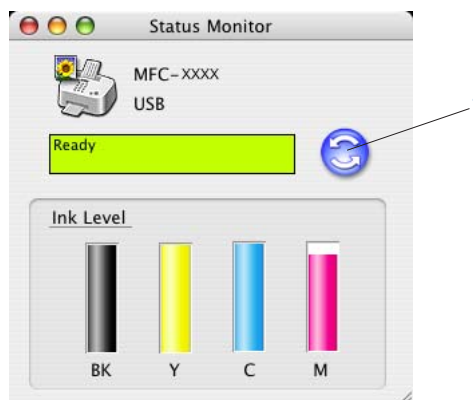 Status Monitor
MFC-XXXX
USB
Ready
Ink Level
BK Y C M